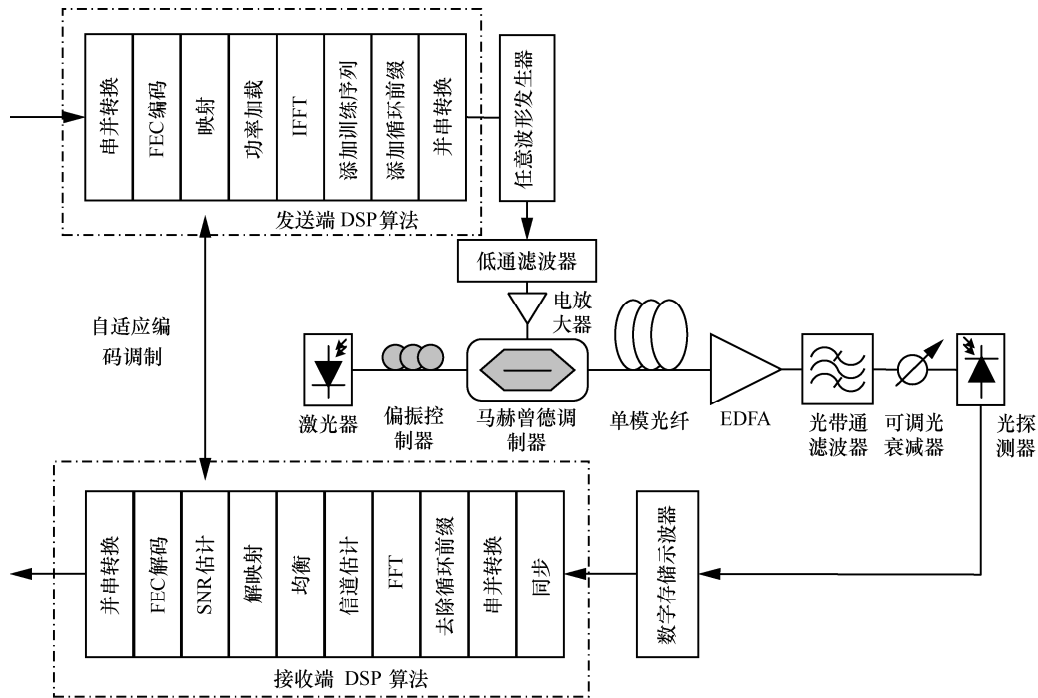 串并转换
FEC编码
映射
功率加载
IFFT
添加训练序列
添加循环前缀
并串转换
发送端 DSP 算法
任意波形发生器
低通滤波器
电放
大器
自适应编
码调制
激光器
偏振控
制器
马赫曾德调
制器
单模光纤
EDFA
光带通
滤波器
可调光
衰减器
光探
测器
并串转换
FEC解码
SNR估计
解映射
均衡
信道估计
FFT
去除循环前缀
串并转换
同步
接收端 DSP 算法
数字存储示波器